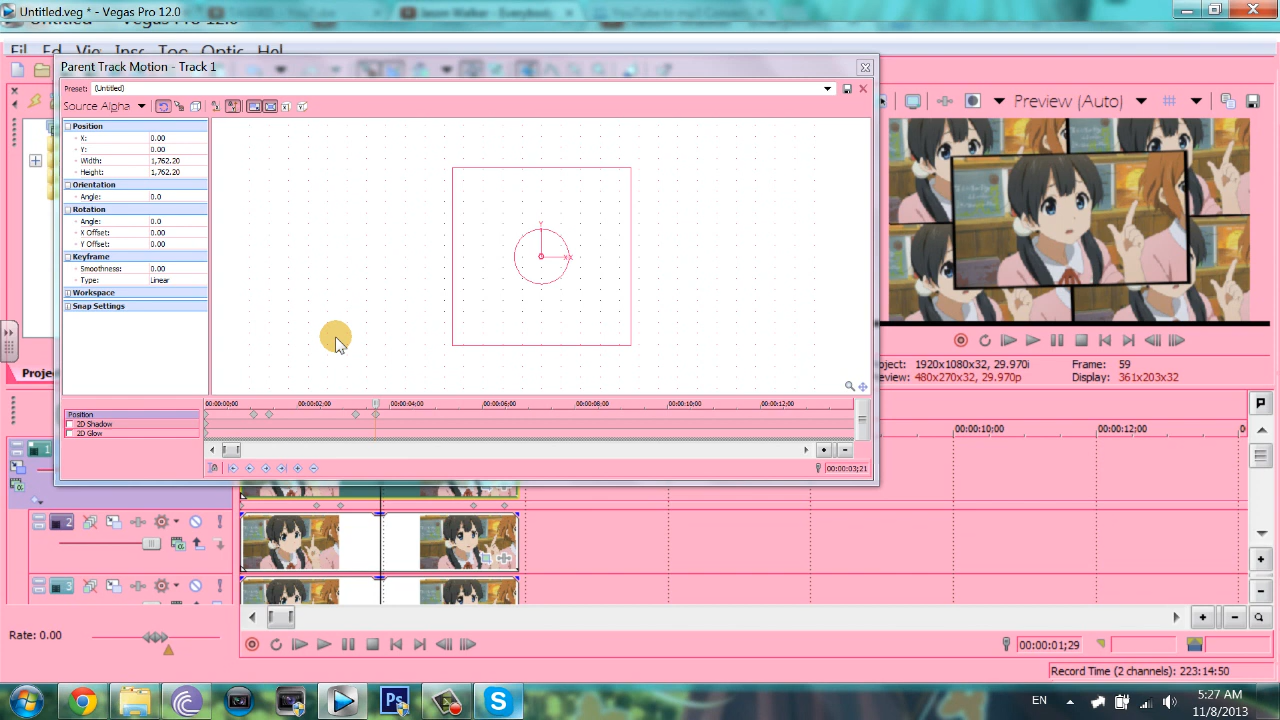 Untitled.veg * - Vegas Pro 12.0
Parent Track Motion - Track 1
Preset: (Untitled)
Source Alpha
Position
X: 0.00
Y: 0.00
Width: 1,762.20
Height: 1,762.20
Orientation
Angle: 0.0
Rotation
Angle: 0.0
X Offset: 0.00
Y Offset: 0.00
Keyframe
Smoothness: 0.00
Type: Linear
Workspace
Snap Settings
Y
X
Preview (Auto)
1920x1080x32, 29.970i
Frame: 59
480x270x32, 29.970p
Display: 361x203x32
00:00:00;00 00:00:02;00 00:00:04;00 00:00:06;00 00:00:08;00 00:00:10;00 00:00:12;00
Position
2D Shadow
2D Glow
00:00:03;21
00:00:10;00 00:00:12;00
1
2
3
Rate: 0.00
00:00:01;29
Record Time (2 channels): 223:14:50
Ps
EN
5:27 AM
11/8/2013